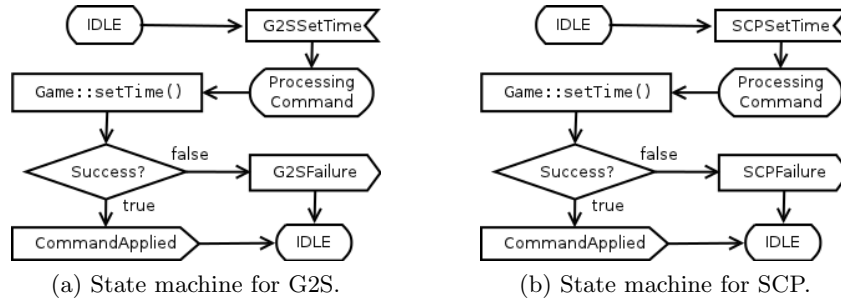 IDLE
G2SSetTime
Game::setTime()
Processing
Command
Success?
false
G2SFailure
true
CommandApplied
IDLE
(a) State machine for G2S.
IDLE
SCPSetTime
Game::setTime()
Processing
Command
Success?
false
SCPFailure
true
CommandApplied
IDLE
(b) State machine for SCP.